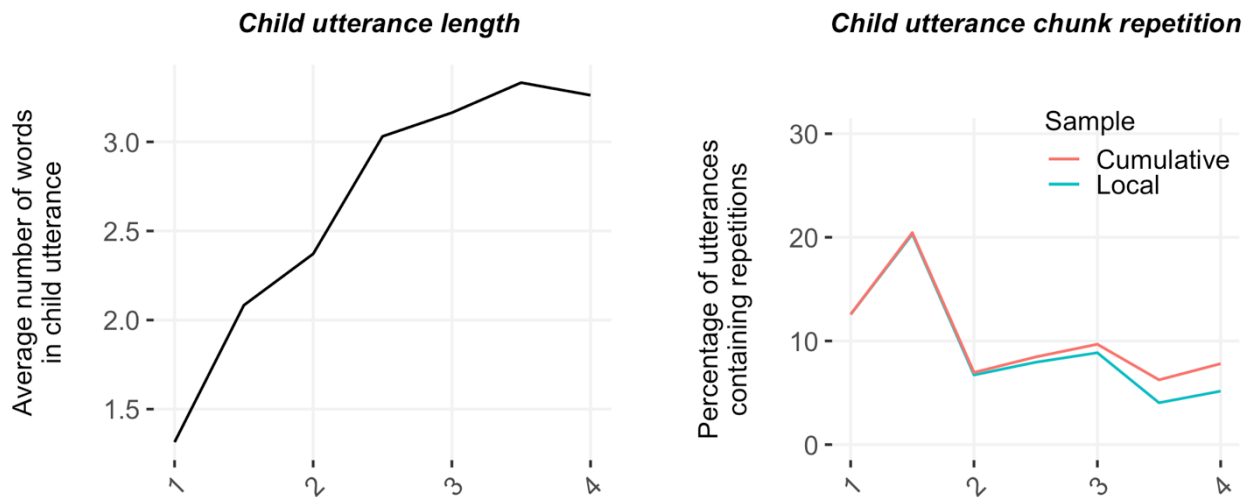 Child utterance length
Average number of words
in child utterance
3.0
2.5
2.0
1.5
1
2
3
4
Child utterance chunk repetition
Percentage of utterances
containing repetitions
30
20
10
0
Sample
Cumulative
Local
1
2
3
4